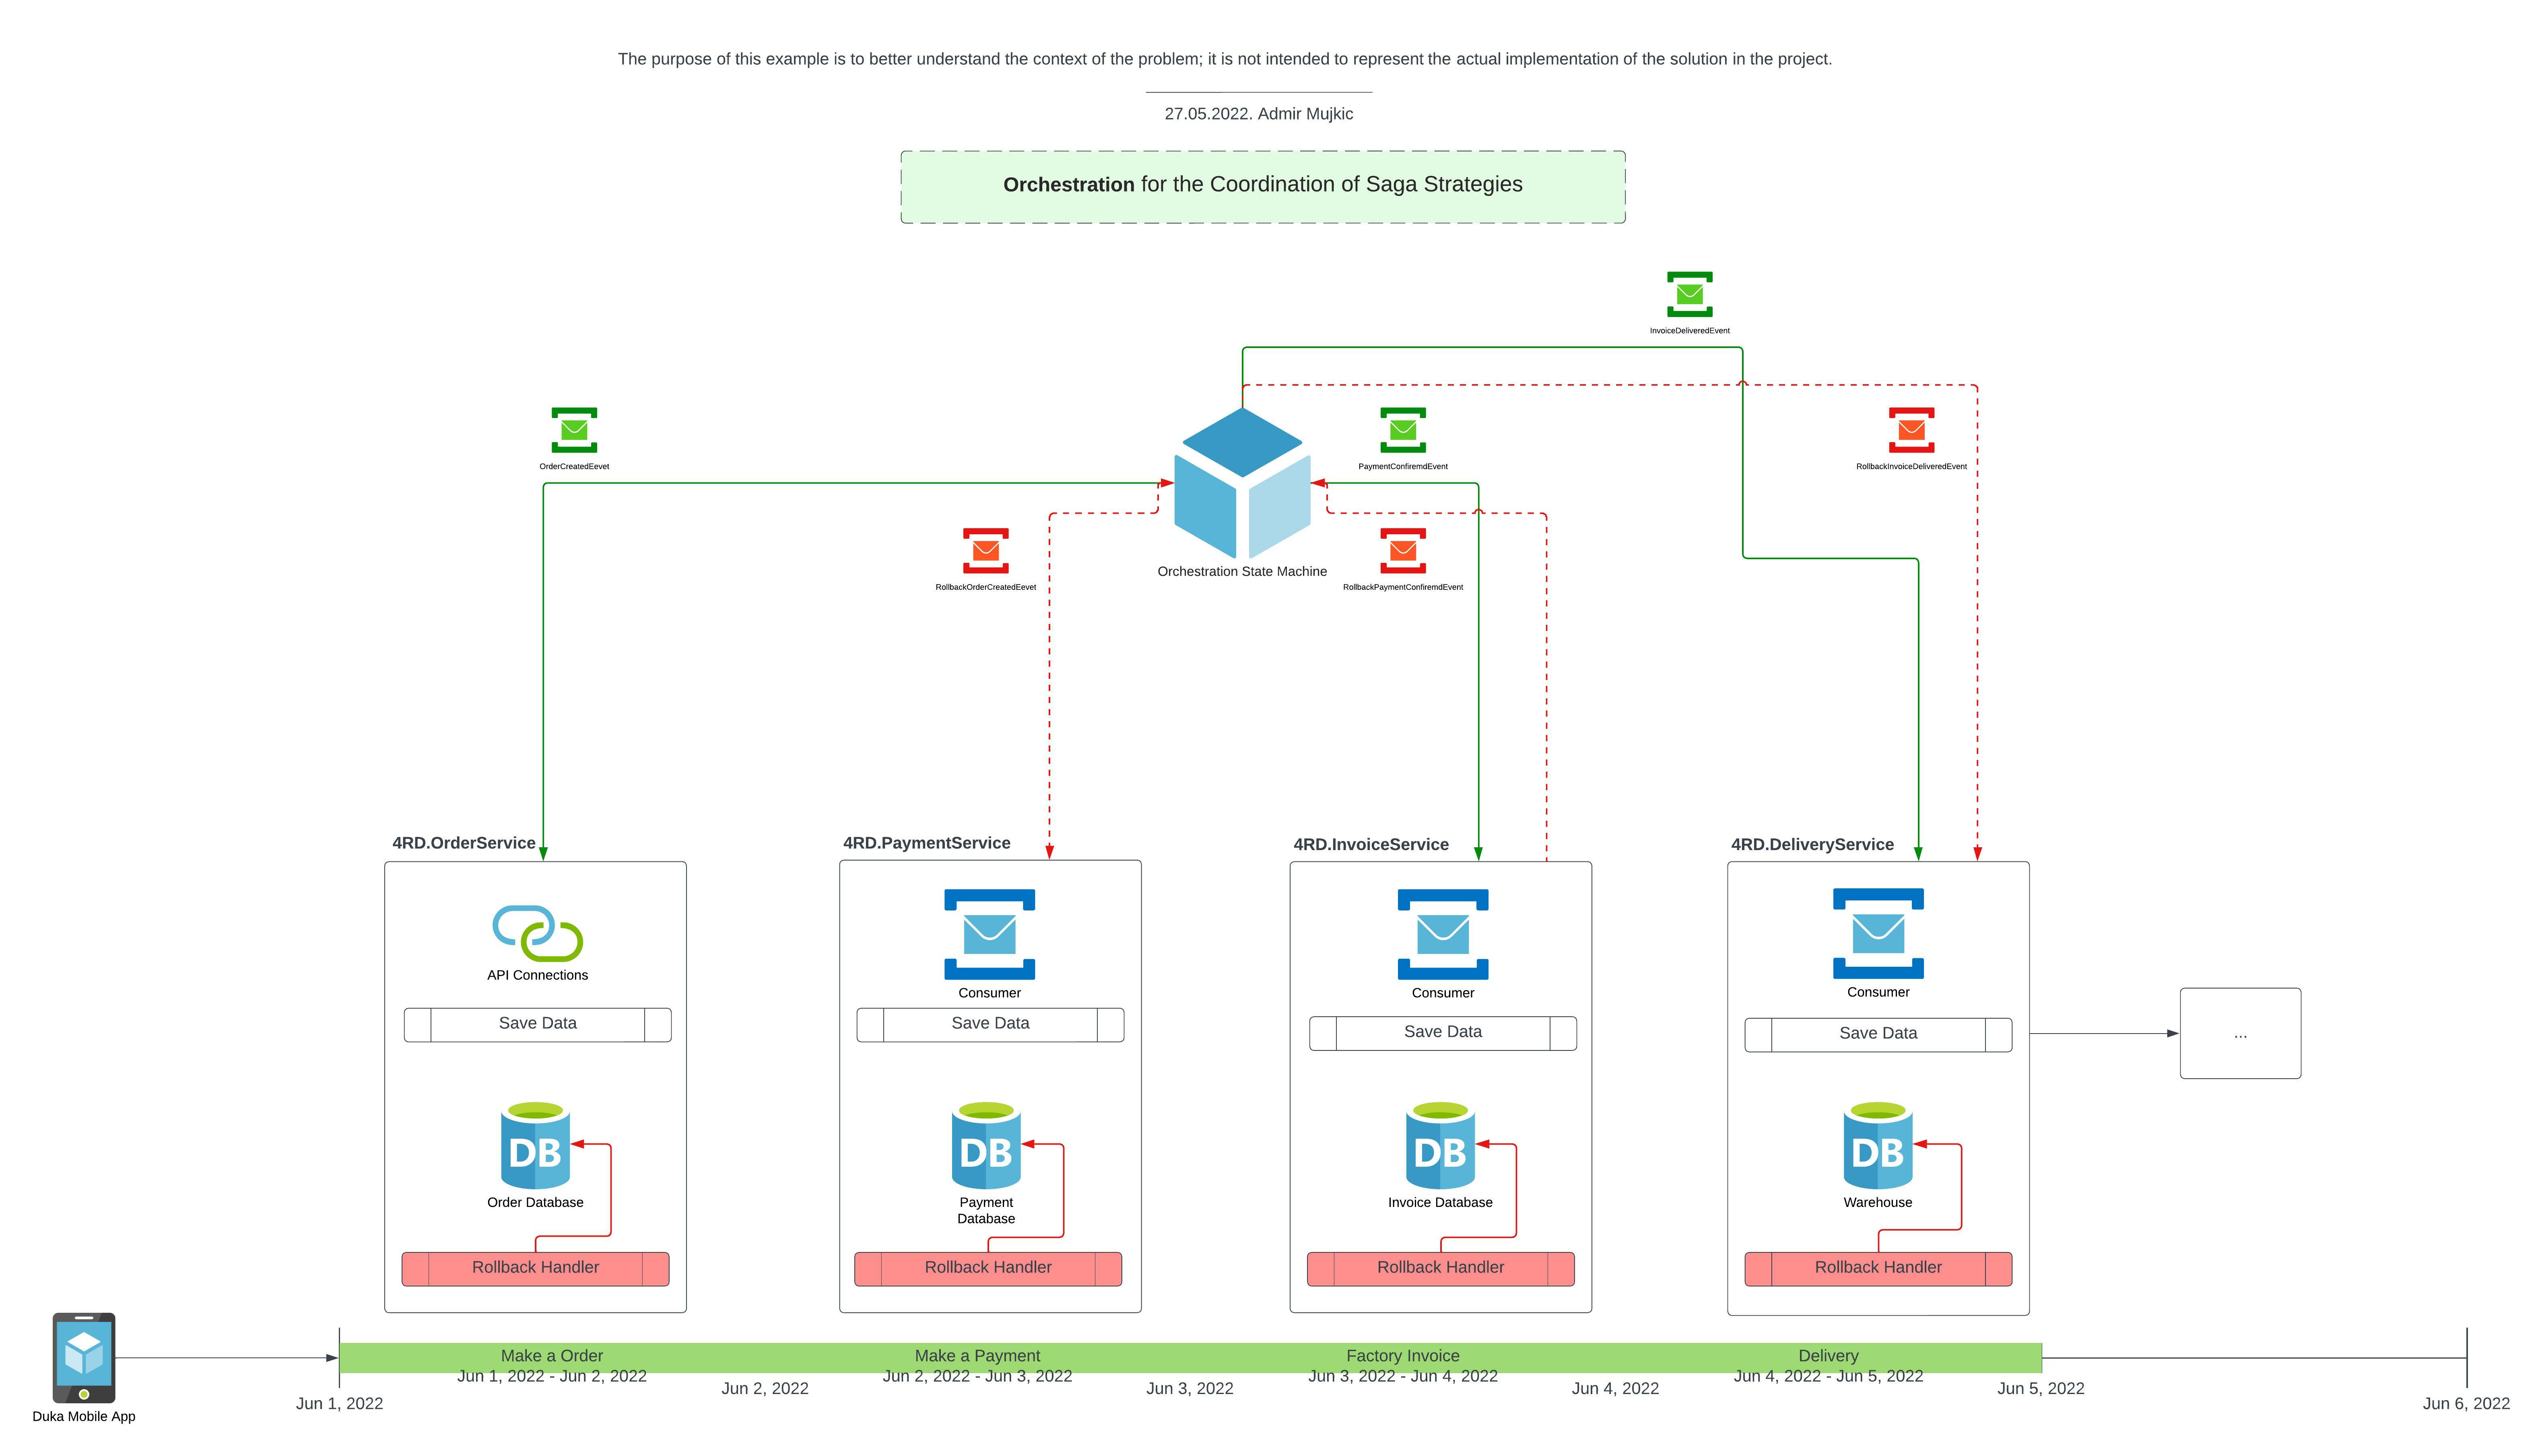 The purpose of this example is to better understand the context of the problem; it is not intended to represent the actual implementation of the solution in the project.
27.05.2022. Admir Mujkic
Orchestration for the Coordination of Saga Strategies
InvoiceDeliveredEvent
OrderCreatedEevet
PaymentConfiremdEvent
RollbackInvoiceDeliveredEvent
Orchestration State Machine
RollbackOrderCreatedEevet
RollbackPaymentConfiremdEvent
4RD.OrderService
4RD.PaymentService
4RD.InvoiceService
4RD.DeliveryService
API Connections
Consumer
Consumer
Consumer
Save Data
Save Data
Save Data
Save Data
...
DB
DB
DB
DB
Order Database
Payment
Database
Invoice Database
Warehouse
Rollback Handler
Rollback Handler
Rollback Handler
Rollback Handler
Make a Order
Jun 1, 2022 - Jun 2, 2022
Make a Payment
Jun 2, 2022 - Jun 3, 2022
Factory Invoice
Jun 3, 2022 - Jun 4, 2022
Delivery
Jun 4, 2022 - Jun 5, 2022
Jun 1, 2022
Jun 2, 2022
Jun 3, 2022
Jun 4, 2022
Jun 5, 2022
Jun 6, 2022
Duka Mobile App